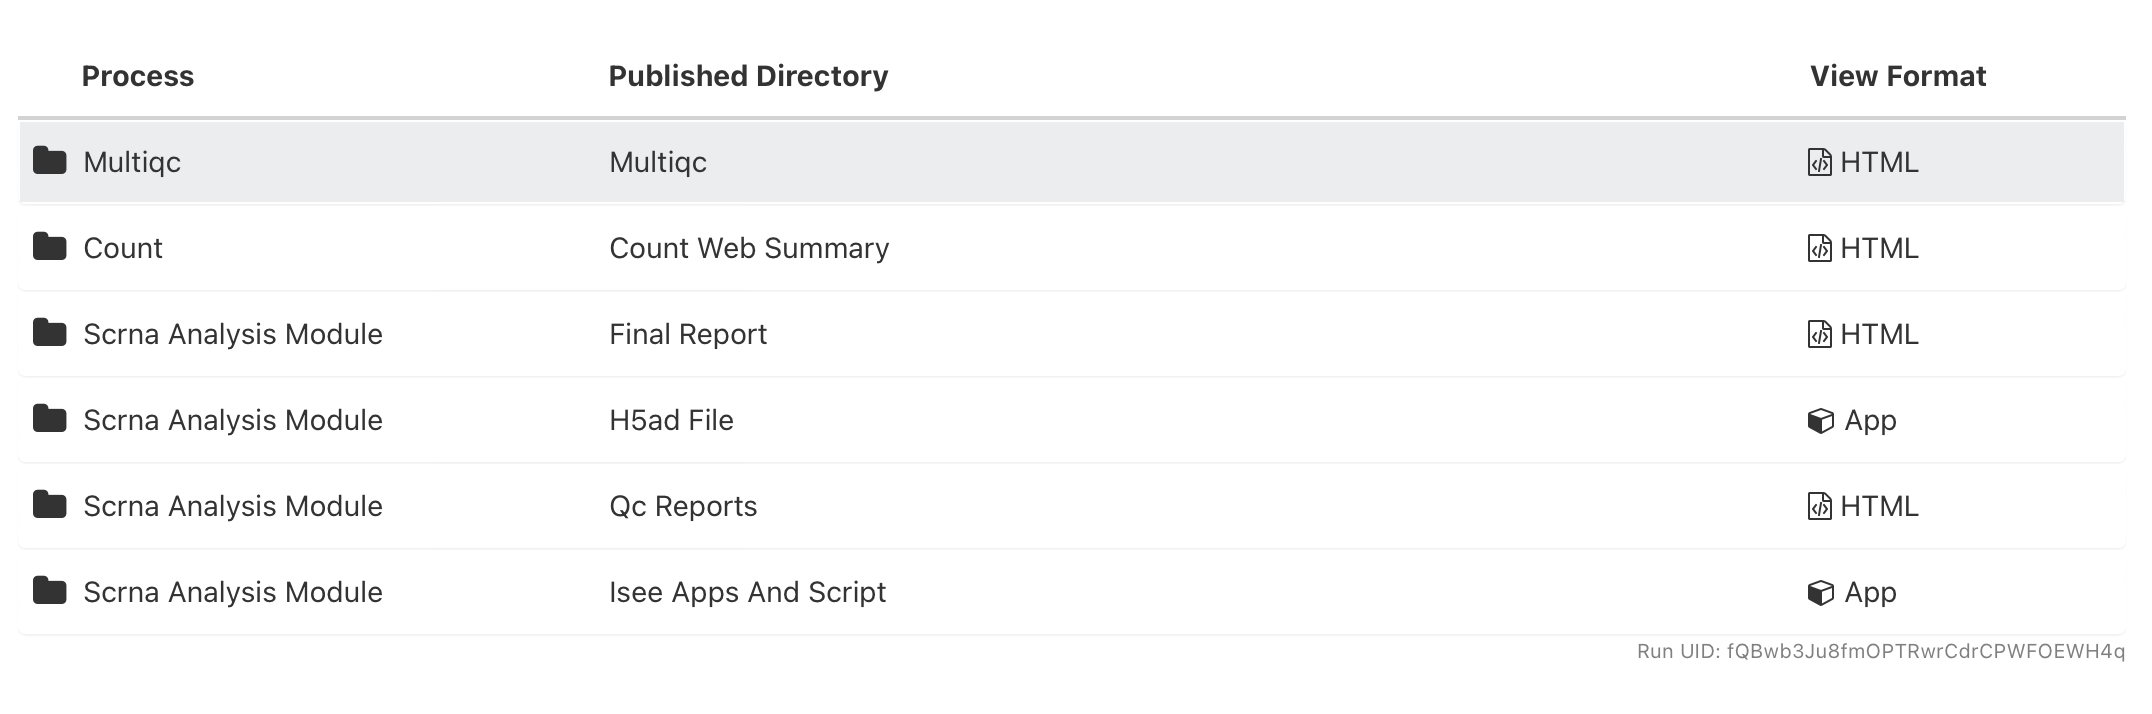 Process Published Directory View Format
Multiqc Multiqc HTML
Count Count Web Summary HTML
Scrna Analysis Module Final Report HTML
Scrna Analysis Module H5ad File App
Scrna Analysis Module Qc Reports HTML
Scrna Analysis Module Isee Apps And Script App
Run UID: fQBwb3Ju8fmOPTRwrCdrCPWFOEWH4q